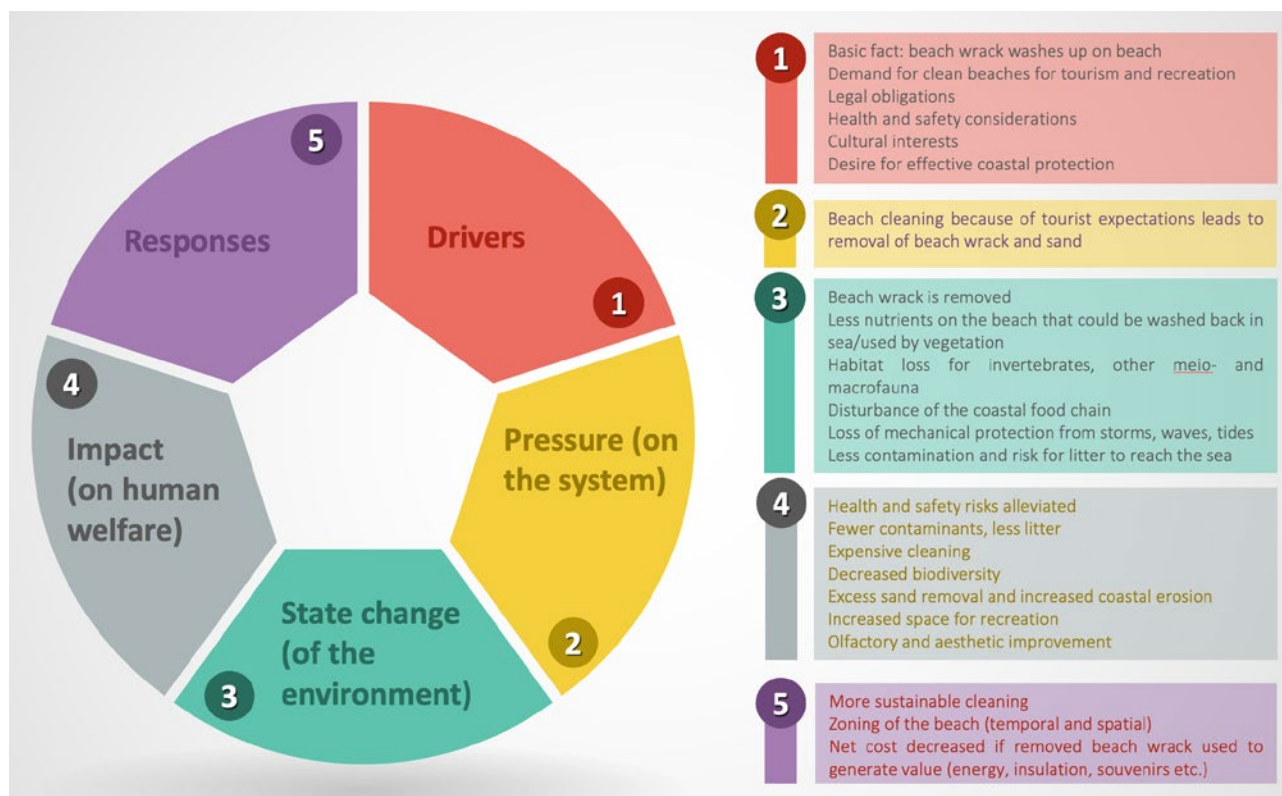 5
Responses
Drivers
1
4
Impact
(on human
welfare)
Pressure (on
the system)
2
State change
(of the
environment)
3
1
Basic fact: beach wrack washes up on beach
Demand for clean beaches for tourism and recreation
Legal obligations
Health and safety considerations
Cultural interests
Desire for effective coastal protection
2
Beach cleaning because of tourist expectations leads to
removal of beach wrack and sand
3
Beach wrack is removed
Less nutrients on the beach that could be washed back in
sea/used by vegetation
Habitat loss for invertebrates, other meio- and
macrofauna
Disturbance of the coastal food chain
Loss of mechanical protection from storms, waves, tides
Less contamination and risk for litter to reach the sea
4
Health and safety risks alleviated
Fewer contaminants, less litter
Expensive cleaning
Decreased biodiversity
Excess sand removal and increased coastal erosion
Increased space for recreation
Olfactory and aesthetic improvement
5
More sustainable cleaning
Zoning of the beach (temporal and spatial)
Net cost decreased if removed beach wrack used to
generate value (energy, insulation, souvenirs etc.)